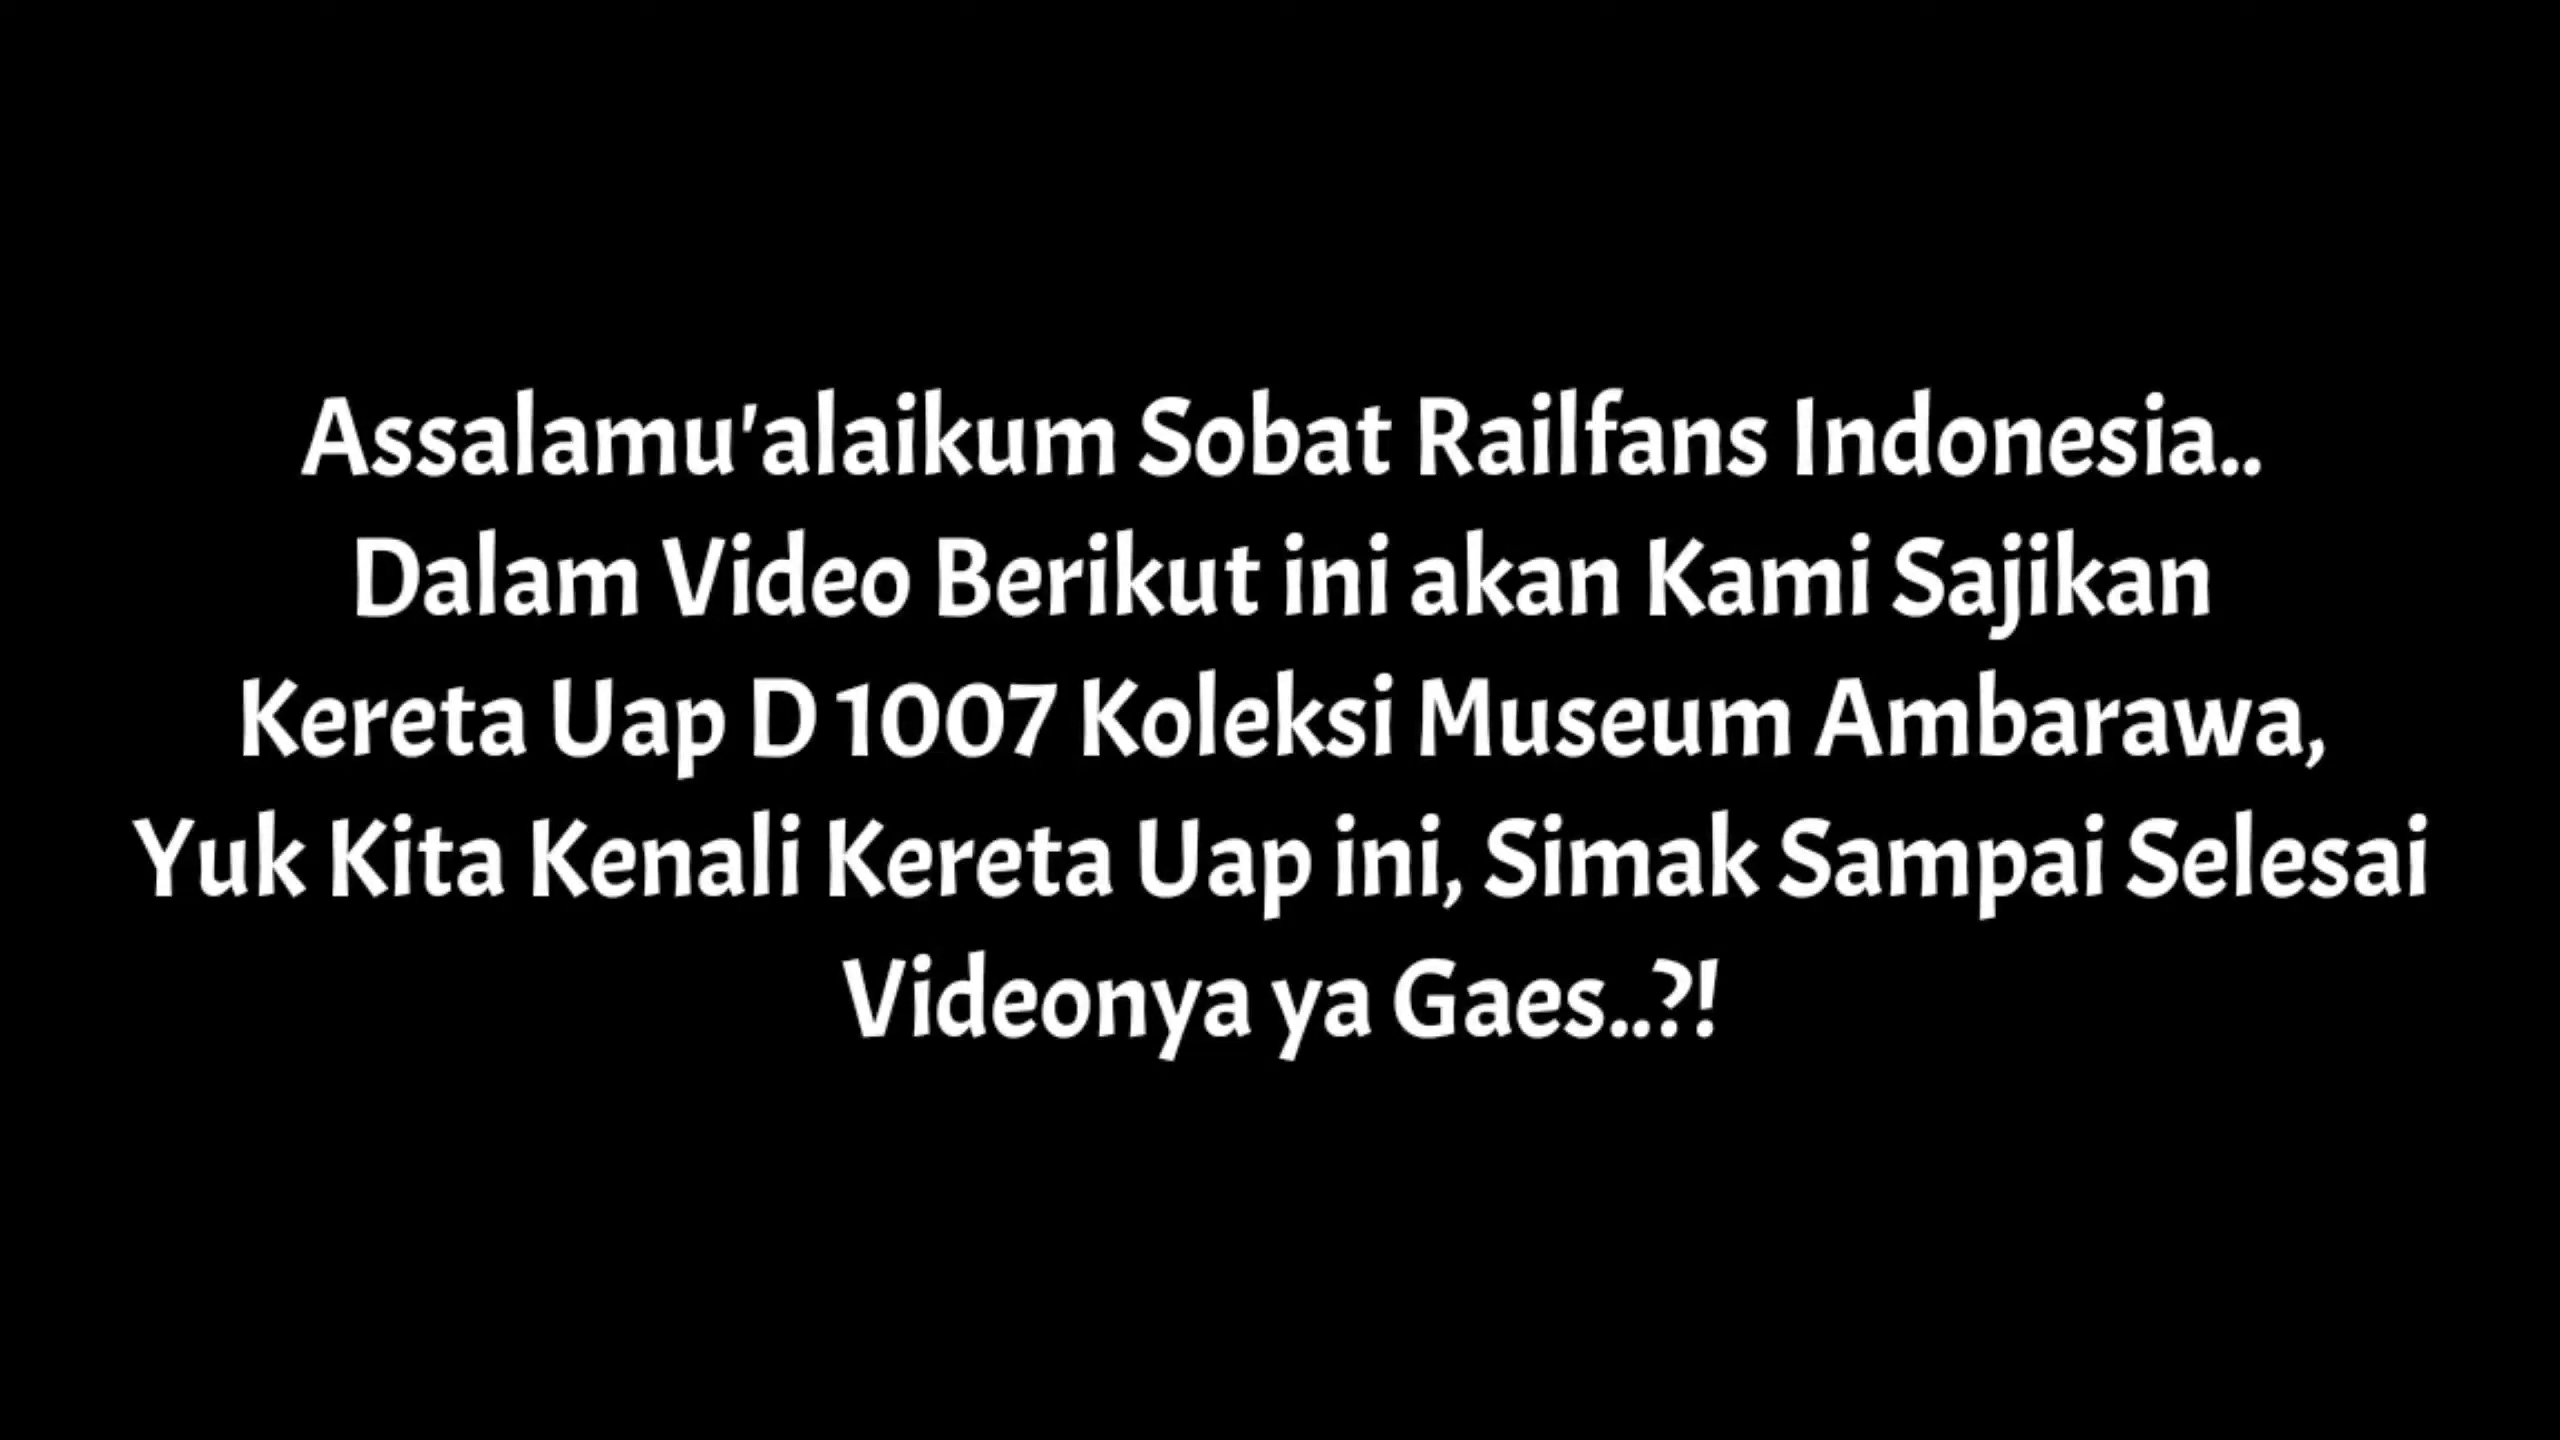 Assalamu'alaikum Sobat Railfans Indonesia..
Dalam Video Berikut ini akan Kami Sajikan
Kereta Uap D 1007 Koleksi Museum Ambarawa,
Yuk Kita Kenali Kereta Uap ini, Simak Sampai Selesai
Videonya ya Gaes..?!